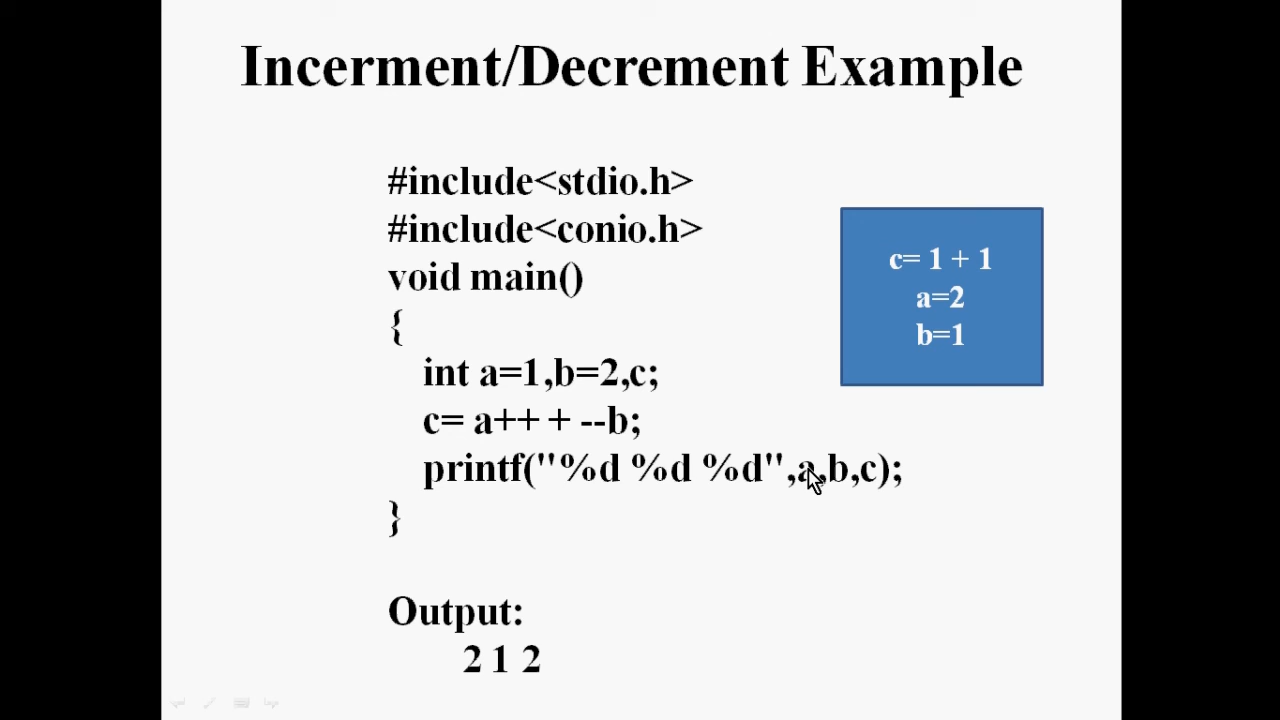 Incerment/Decrement Example
#include<stdio.h>
#include<conio.h>
void main()
{
int a=1,b=2,c;
c= a++ + --b;
printf("%d %d %d",a,b,c);
}
c= 1 + 1
a=2
b=1
Output:
2 1 2